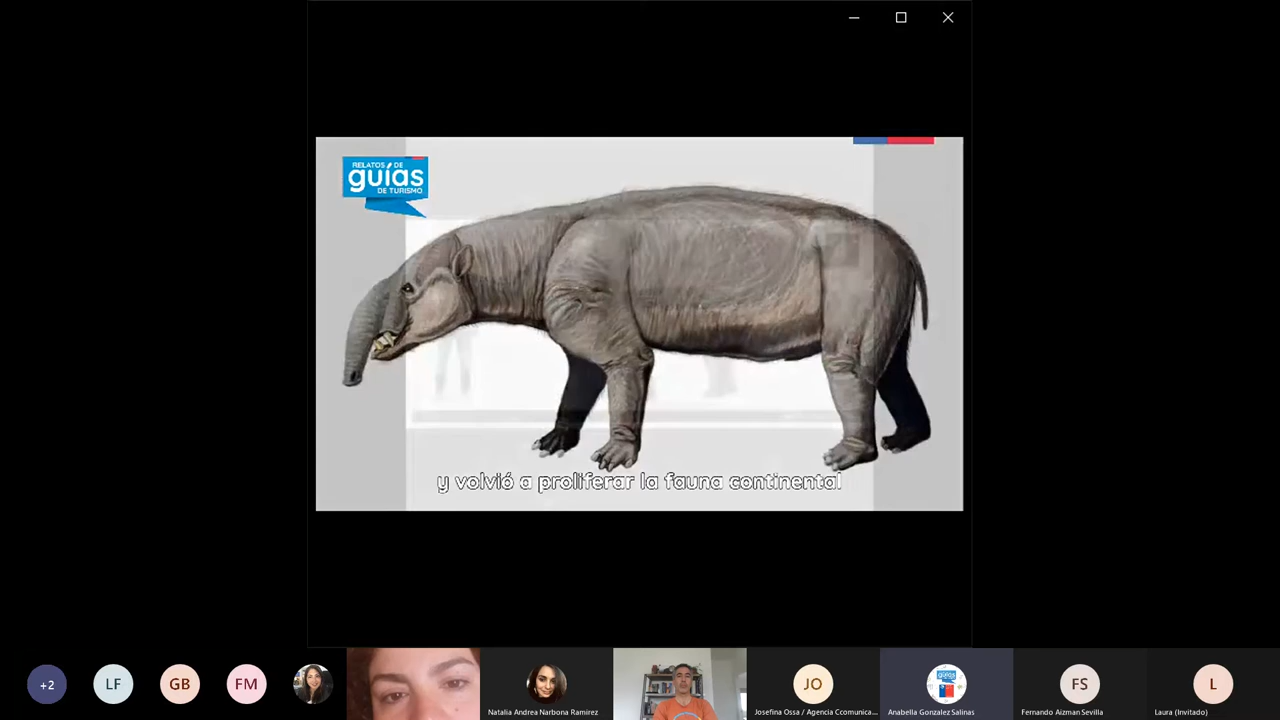 RELATOS DE
guías
DE TURISMO
y volvió a proliferar la fauna continental
+2
LF
GB
FM
Natalia Andrea Narbona Ramirez
JO
Josefina Ossa / Agencia Ccomunica...
guías
Anabella Gonzalez Salinas
FS
Fernando Aizman Sevilla
L
Laura (Invitado)